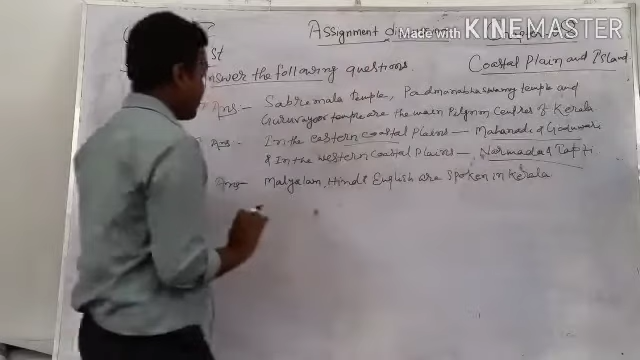 Made with KINEMASTER
Assignment
Coastal Plain and Island
Answer the following questions.
Ans:- Sabremala temple, Padmanabhaswamy temple and
Guruvayoor temple are the main Pilgrim Centres of Kerala
Ans:- In the eastern coastal Plains - Mahanadi & Godavari
& In the western coastal Plains - Narmada & Tapti.
Ans- Malyalam, Hindi English are spoken in Kerala